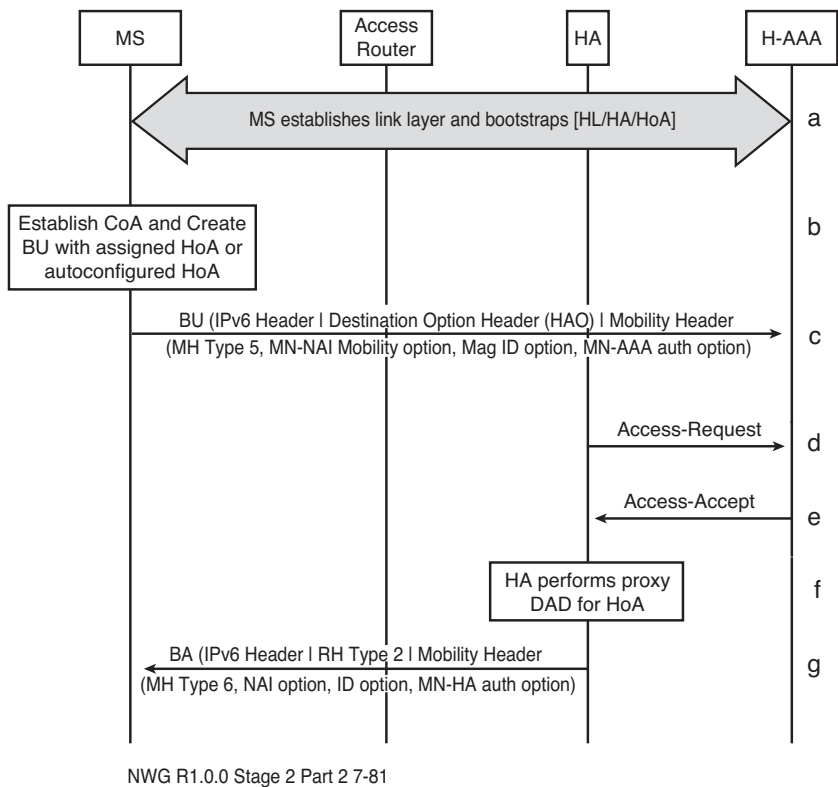 MS
Access
Router
HA
H-AAA
MS establishes link layer and bootstraps [HL/HA/HoA]
a
Establish CoA and Create
BU with assigned HoA or
autoconfigured HoA
b
BU (IPv6 Header | Destination Option Header (HAO) | Mobility Header
(MH Type 5, MN-NAI Mobility option, Mag ID option, MN-AAA auth option)
c
Access-Request
d
Access-Accept
e
HA performs proxy
DAD for HoA
f
BA (IPv6 Header | RH Type 2 | Mobility Header
(MH Type 6, NAI option, ID option, MN-HA auth option)
g
NWG R1.0.0 Stage 2 Part 2 7-81